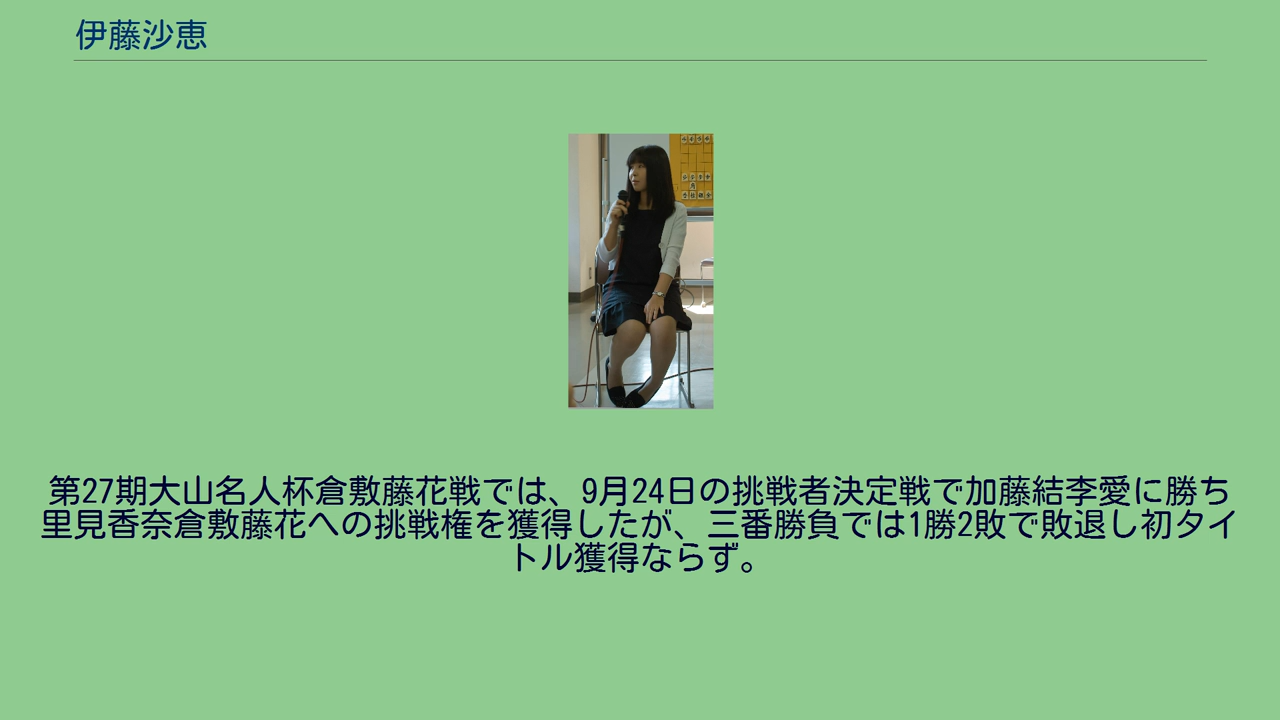 伊藤沙恵
第27期大山名人杯倉敷藤花戦では、9月24日の挑戦者決定戦で加藤結李愛に勝ち
里見香奈倉敷藤花への挑戦権を獲得したが、三番勝負では1勝2敗で敗退し初タイ
トル獲得ならず。